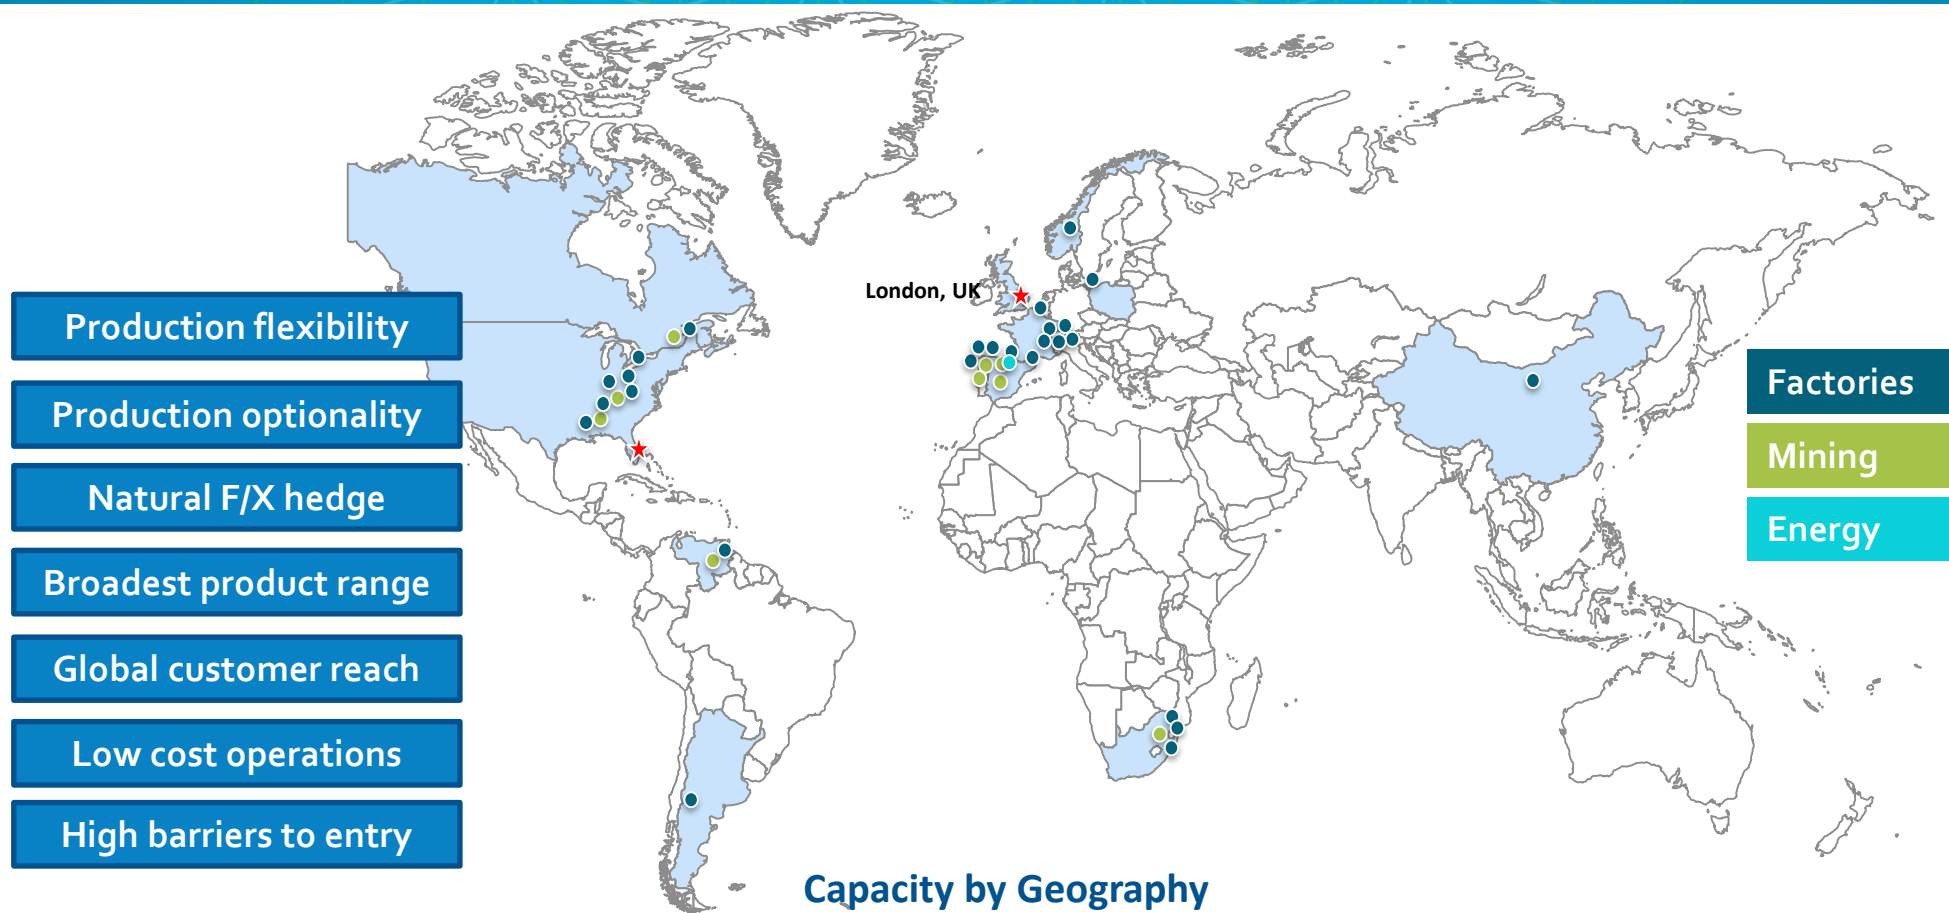 London, UK
Production flexibility
Production optionality
Natural F/X hedge
Broadest product range
Global customer reach
Low cost operations
High barriers to entry
Factories
Mining
Energy
Capacity by Geography